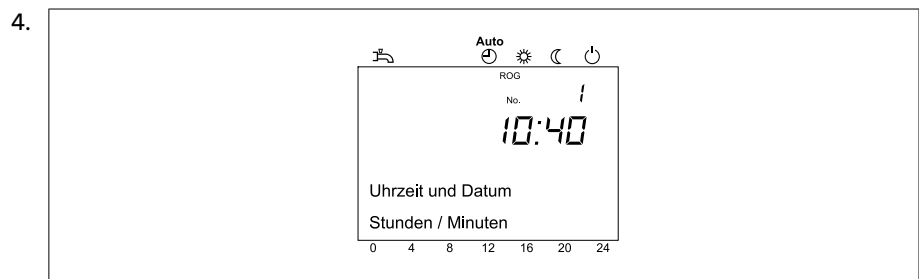 4.
Auto
ROG
No. 1
10:40
Uhrzeit und Datum
Stunden / Minuten
0 4 8 12 16 20 24